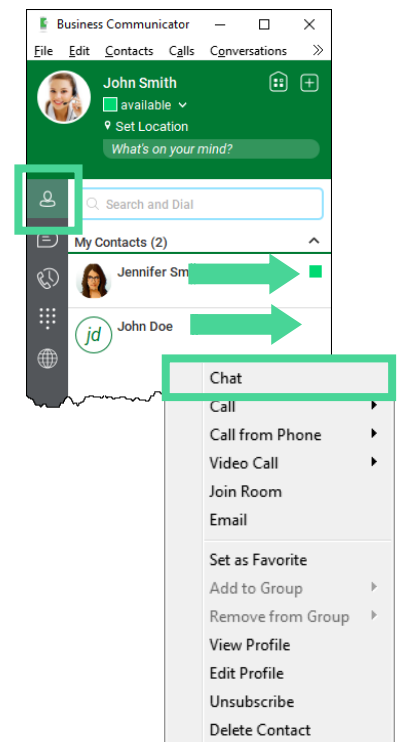 Business Communicator
File Edit Contacts Calls Conversations
John Smith
available
Set Location
What's on your mind?
Search and Dial
My Contacts (2)
Jennifer Sm
jd John Doe
Chat
Call
Call from Phone
Video Call
Join Room
Email
Set as Favorite
Add to Group
Remove from Group
View Profile
Edit Profile
Unsubscribe
Delete Contact